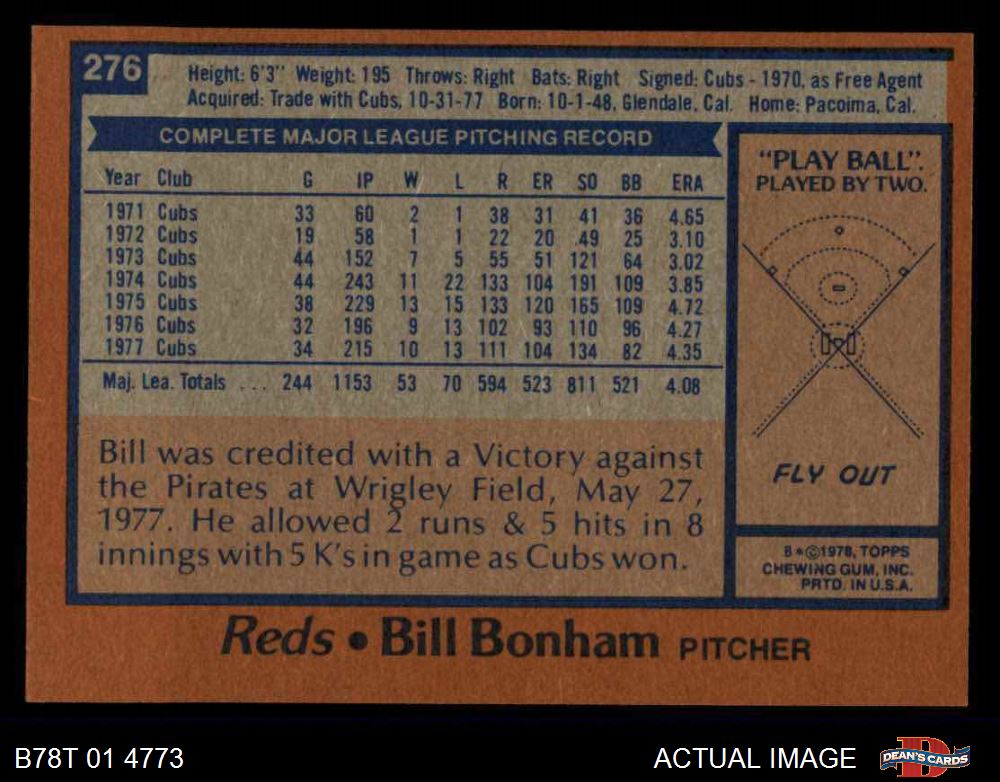 276
Height: 6'3" Weight: 195 Throws: Right Bats: Right Signed: Cubs - 1970, as Free Agent
Acquired: Trade with Cubs, 10-31-77 Born: 10-1-48, Glendale, Cal. Home: Pacoima, Cal.
COMPLETE MAJOR LEAGUE PITCHING RECORD
Year Club G IP W L R ER SO BB ERA
1971 Cubs 33 60 2 1 38 31 41 36 4.65
1972 Cubs 19 58 1 1 22 20 49 25 3.10
1973 Cubs 44 152 7 5 55 51 121 64 3.02
1974 Cubs 44 243 11 22 133 104 191 109 3.85
1975 Cubs 38 229 13 15 133 120 165 109 4.72
1976 Cubs 32 196 9 13 102 93 110 96 4.27
1977 Cubs 34 215 10 13 111 104 134 82 4.35
Maj. Lea. Totals ... 244 1153 53 70 594 523 811 521 4.08
Bill was credited with a Victory against
the Pirates at Wrigley Field, May 27,
1977. He allowed 2 runs & 5 hits in 8
innings with 5 K's in game as Cubs won.
"PLAY BALL":
PLAYED BY TWO.
FLY OUT
B*©1978, TOPPS
CHEWING GUM, INC.
PRTD. IN U.S.A.
Reds • Bill Bonham PITCHER
B78T 01 4773
ACTUAL IMAGE
DEAN'S CARDS